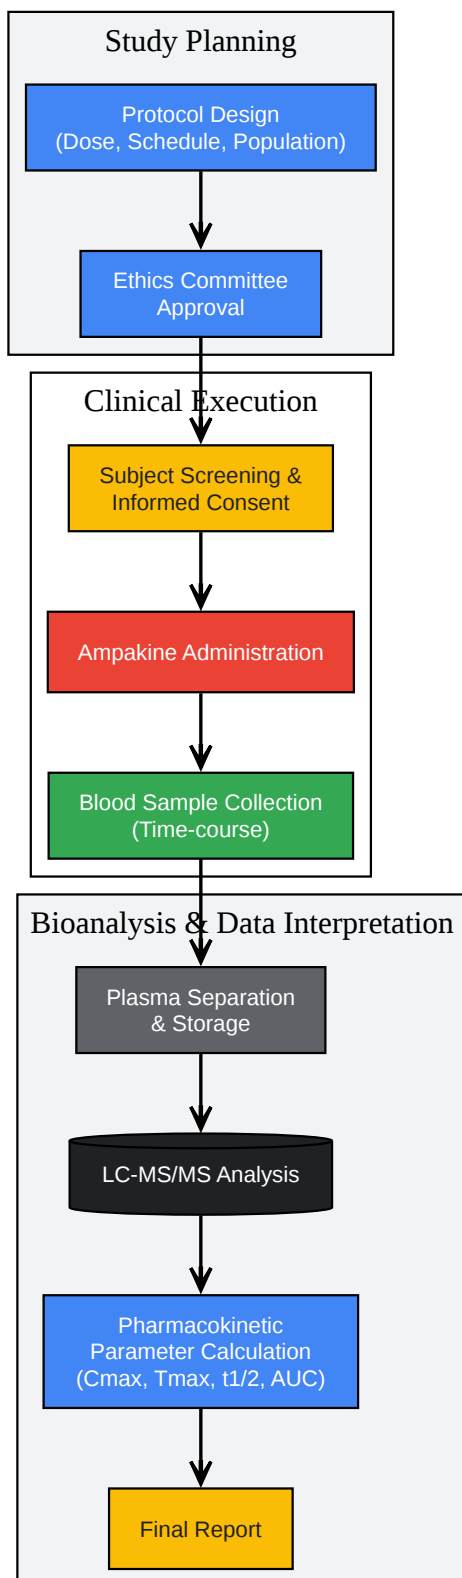 Study Planning
Protocol Design
(Dose, Schedule, Population)
Ethics Committee
Approval
Clinical Execution
Subject Screening &
Informed Consent
Ampakine Administration
Blood Sample Collection
(Time-course)
Bioanalysis & Data Interpretation
Plasma Separation
& Storage
LC-MS/MS Analysis
Pharmacokinetic
Parameter Calculation
(Cmax, Tmax, t1/2, AUC)
Final Report